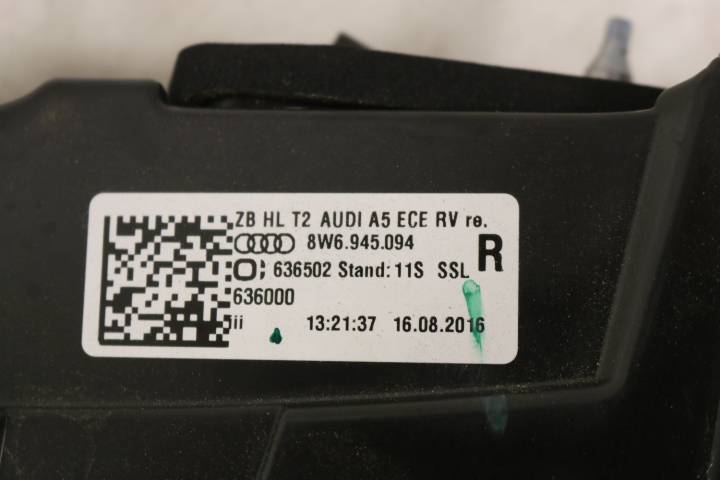 ZB HL T2 AUDI A5 ECE RV re.
8W6.945.094
R
636502 Stand: 11S SSL
636000
13:21:37 16.08.2016